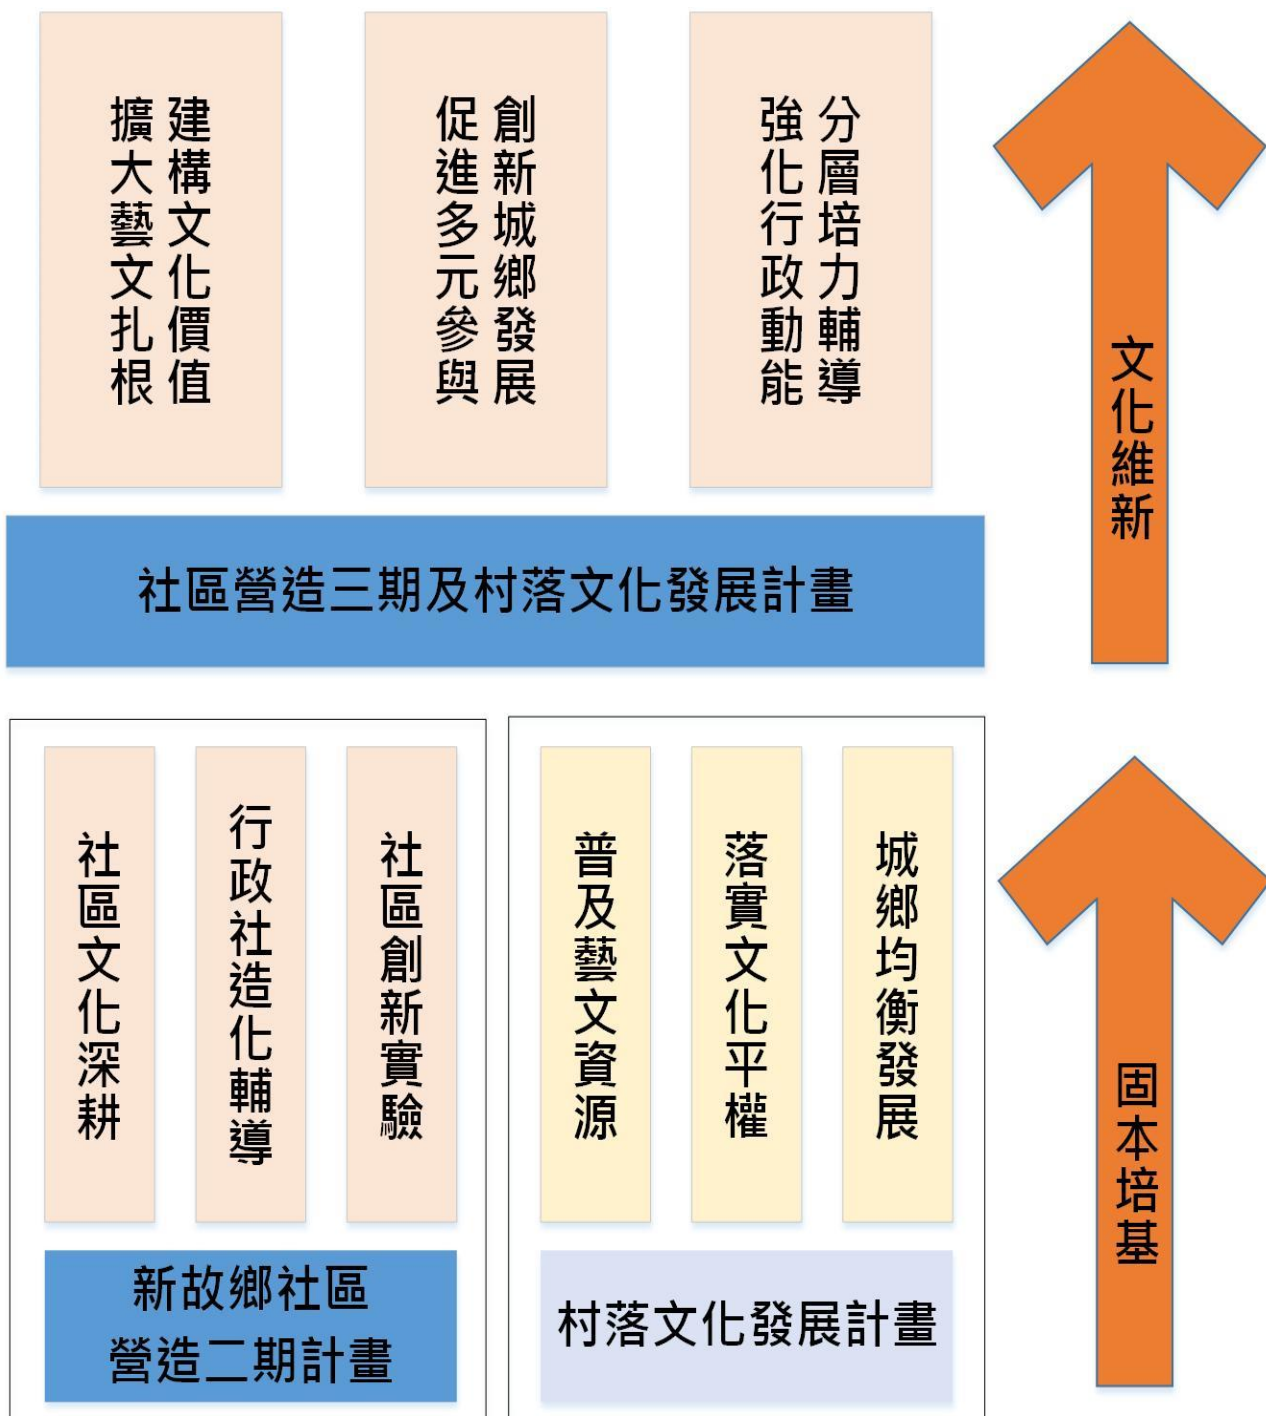 建構文化價值
擴大藝文扎根
創新城鄉發展
促進多元參與
分層培力輔導
強化行政動能
文化維新
社區營造三期及村落文化發展計畫
社區文化深耕
行政社造化輔導
社區創新實驗
普及藝文資源
落實文化平權
城鄉均衡發展
固本培基
新故鄉社區
營造二期計畫
村落文化發展計畫